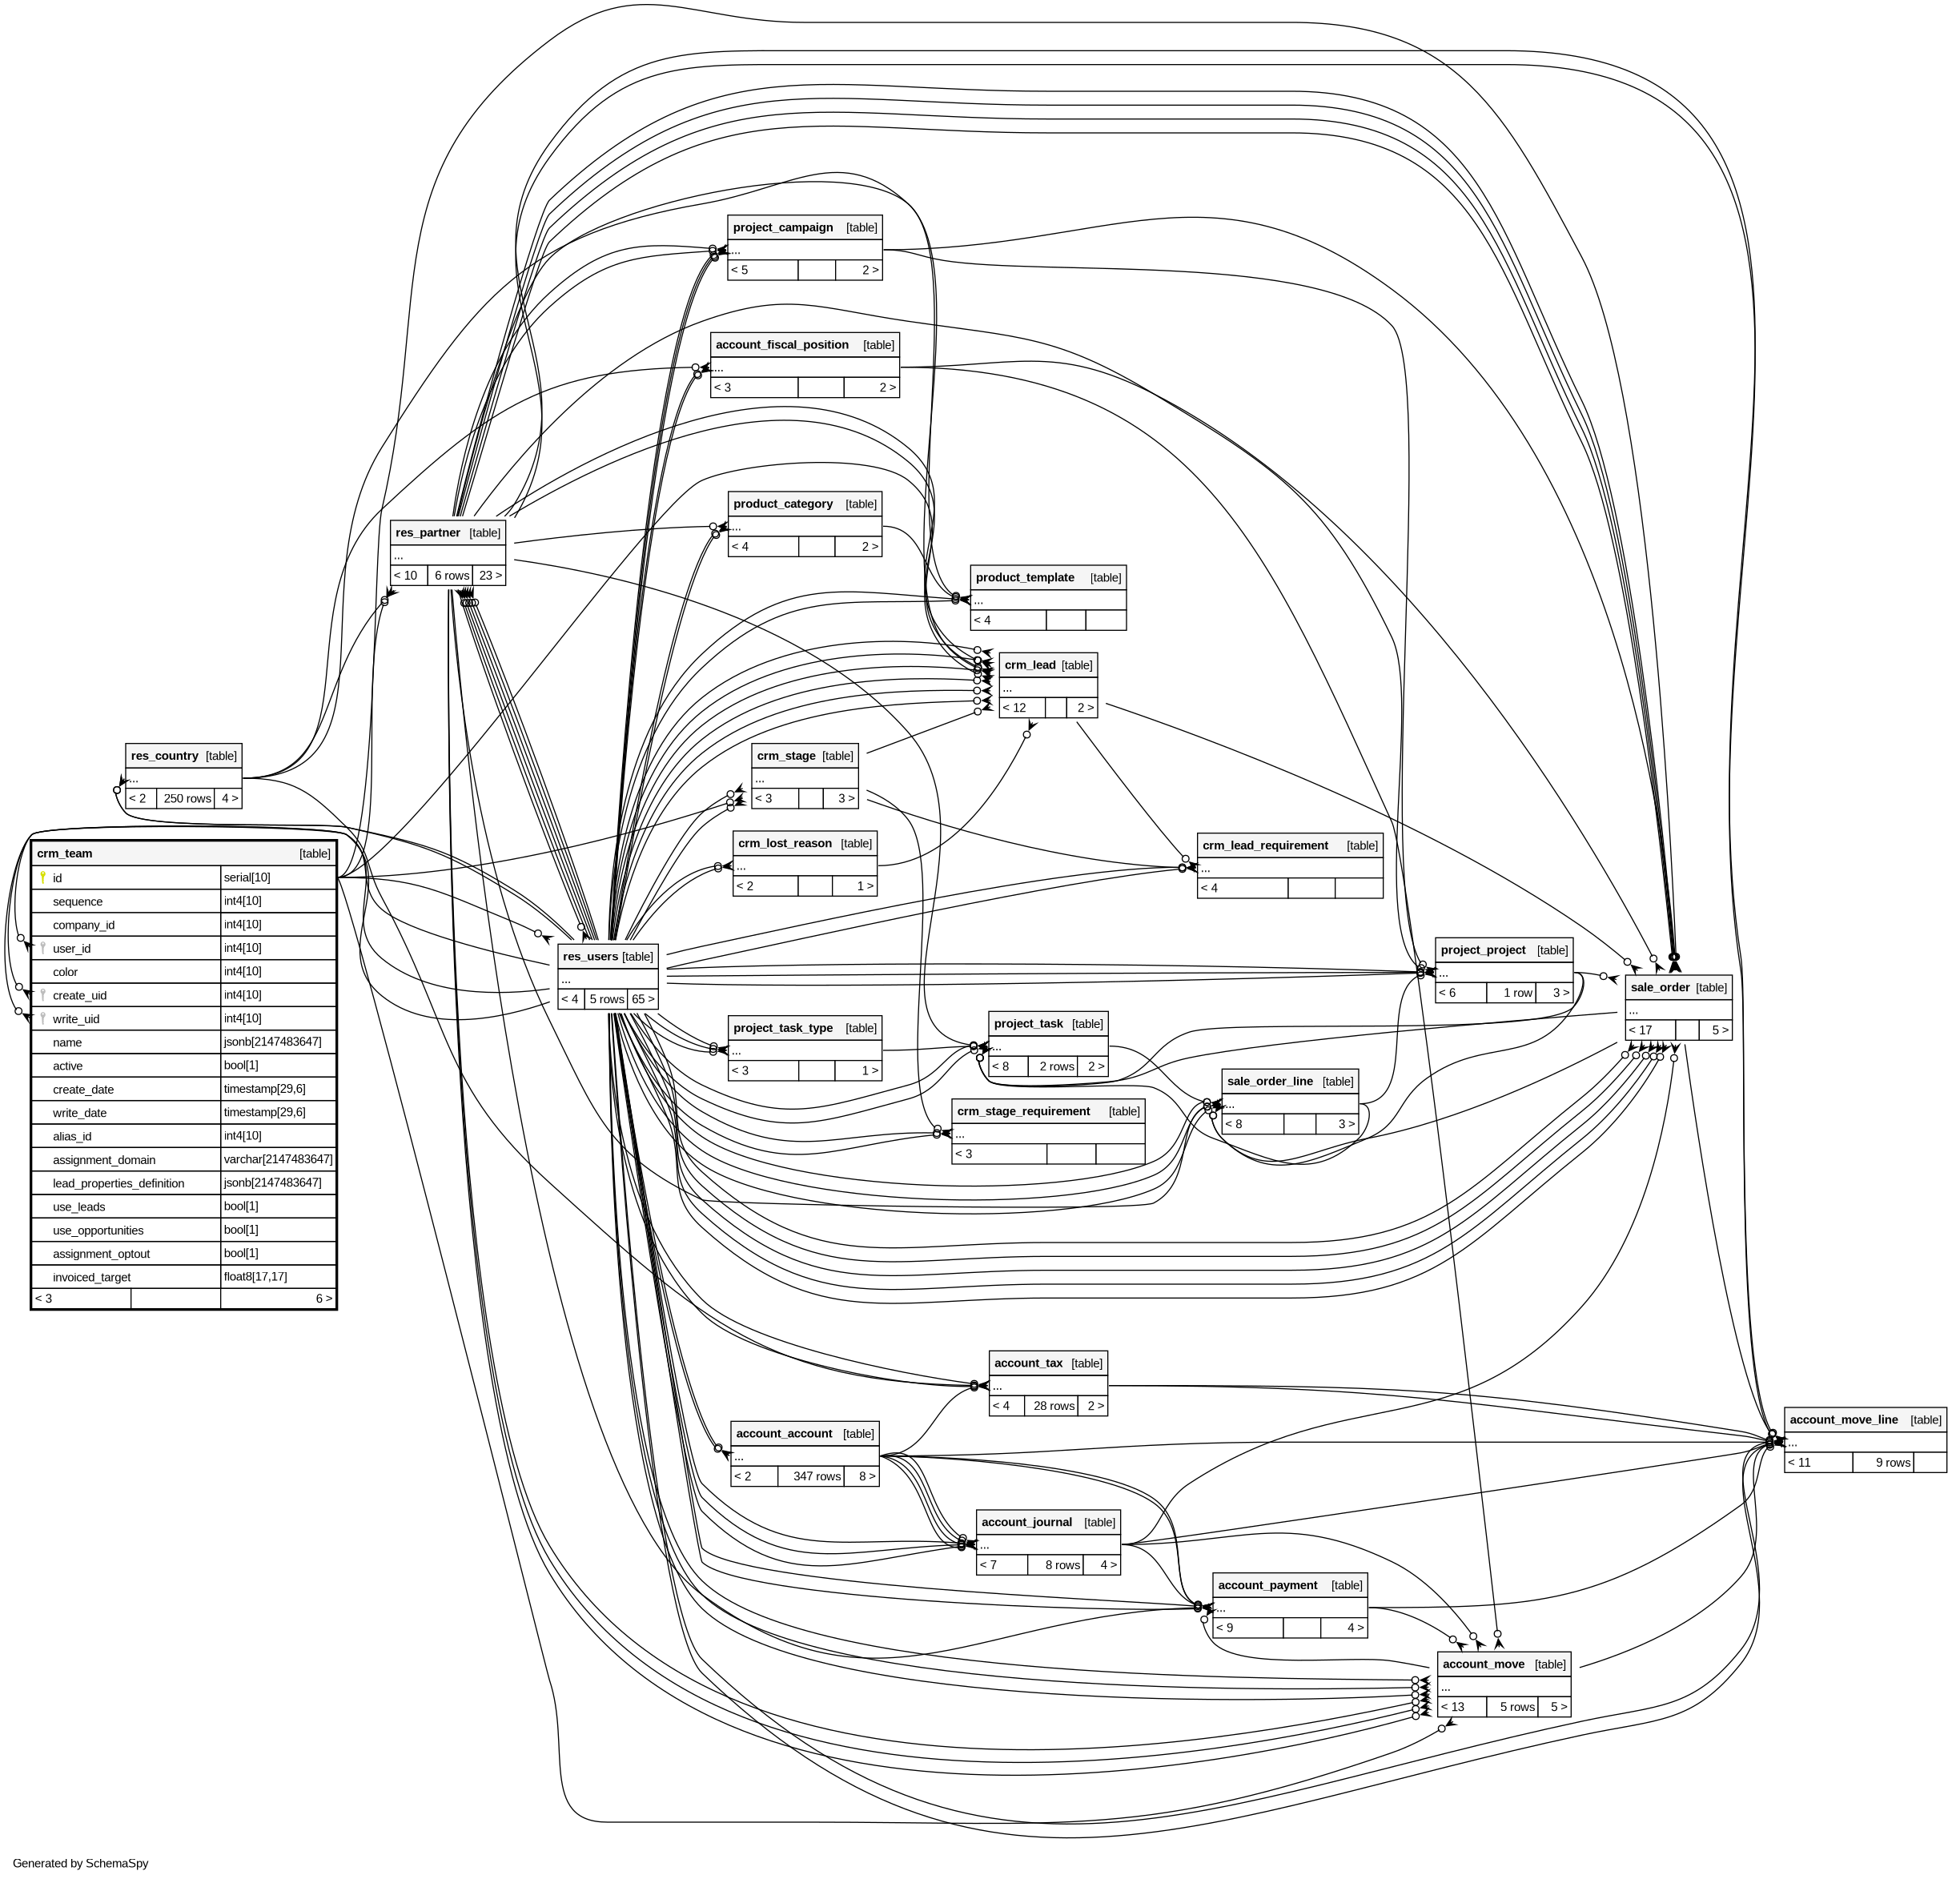 project_campaign [table]
...
< 5 2 >
account_fiscal_position [table]
...
< 3 2 >
product_category [table]
...
< 4 2 >
res_partner [table]
...
< 10 6 rows 23 >
product_template [table]
...
< 4
crm_lead [table]
...
< 12 2 >
res_country [table]
...
< 2 250 rows 4 >
crm_stage [table]
...
< 3 3 >
crm_lost_reason [table]
...
< 2 1 >
crm_lead_requirement [table]
...
< 4
crm_team [table]
id serial[10]
sequence int4[10]
company_id int4[10]
user_id int4[10]
color int4[10]
create_uid int4[10]
write_uid int4[10]
name jsonb[2147483647]
active bool[1]
create_date timestamp[29,6]
write_date timestamp[29,6]
alias_id int4[10]
assignment_domain varchar[2147483647]
lead_properties_definition jsonb[2147483647]
use_leads bool[1]
use_opportunities bool[1]
assignment_optout bool[1]
invoiced_target float8[17,17]
< 3 6 >
res_users [table]
...
< 4 5 rows 65 >
project_project [table]
...
< 6 1 row 3 >
sale_order [table]
...
< 17 5 >
project_task_type [table]
...
< 3 1 >
project_task [table]
...
< 8 2 rows 2 >
sale_order_line [table]
...
< 8 3 >
crm_stage_requirement [table]
...
< 3
account_tax [table]
...
< 4 28 rows 2 >
account_account [table]
...
< 2 347 rows 8 >
account_move_line [table]
...
< 11 9 rows
account_journal [table]
...
< 7 8 rows 4 >
account_payment [table]
...
< 9 4 >
account_move [table]
...
< 13 5 rows 5 >
Generated by SchemaSpy